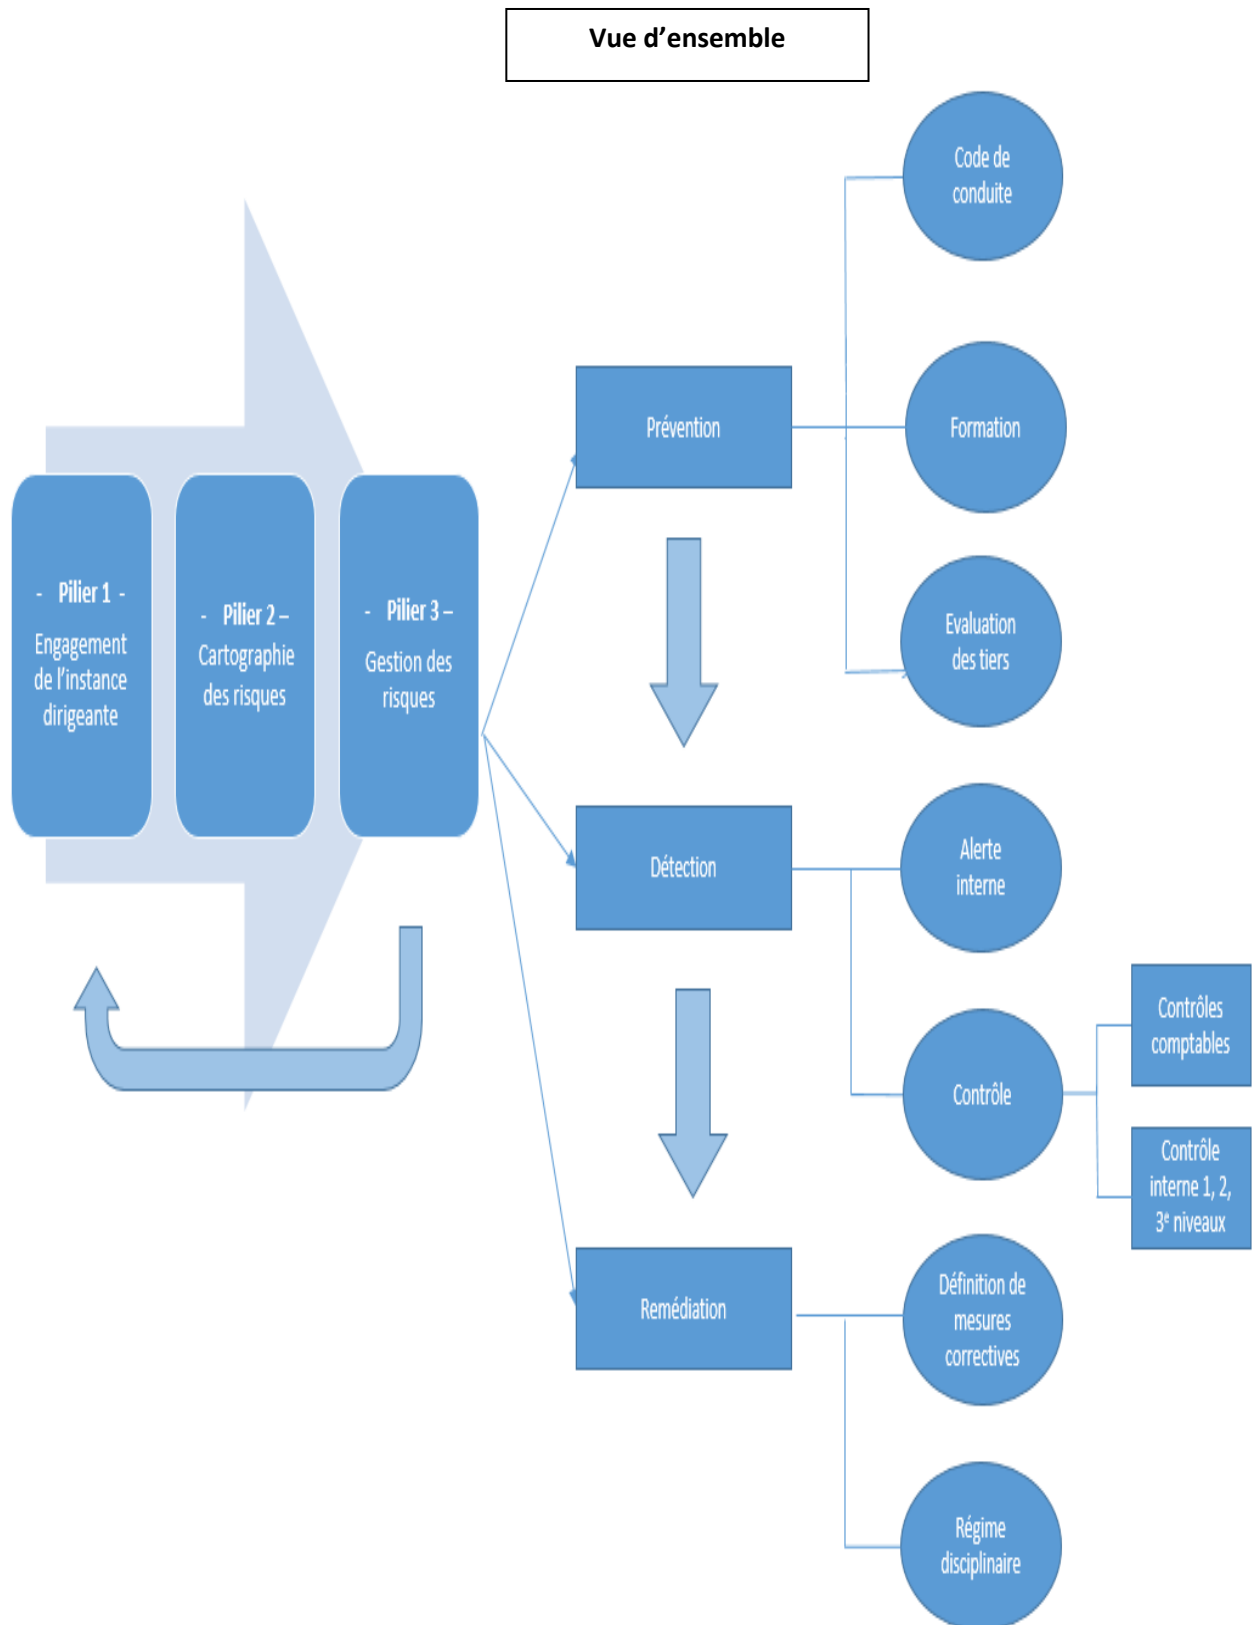 Vue d’ensemble
Code de
conduite
Prévention
Formation
- Pilier 1 -
Engagement
de l’instance
dirigeante
- Pilier 2 –
Cartographie
des risques
- Pilier 3 –
Gestion des
risques
Evaluation
des tiers
Détection
Alerte
interne
Contrôle
Contrôles
comptables
Contrôle
interne 1, 2,
3ᵉ niveaux
Remédiation
Définition de
mesures
correctives
Régime
disciplinaire